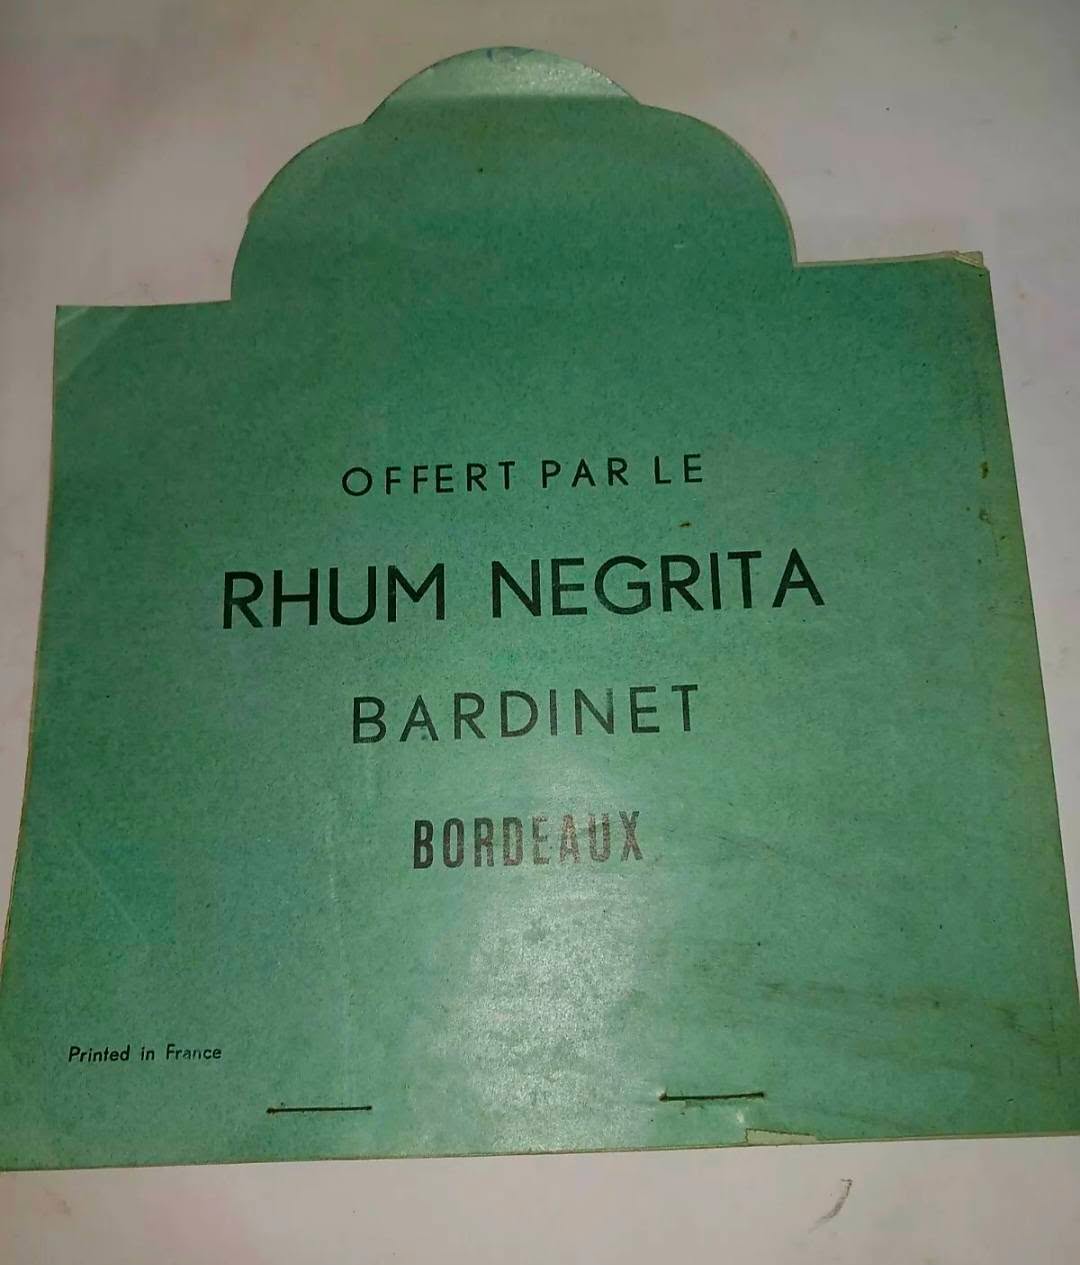 OFFERT PAR LE
RHUM NEGRITA
BARDINET
BORDEAUX
Printed in France